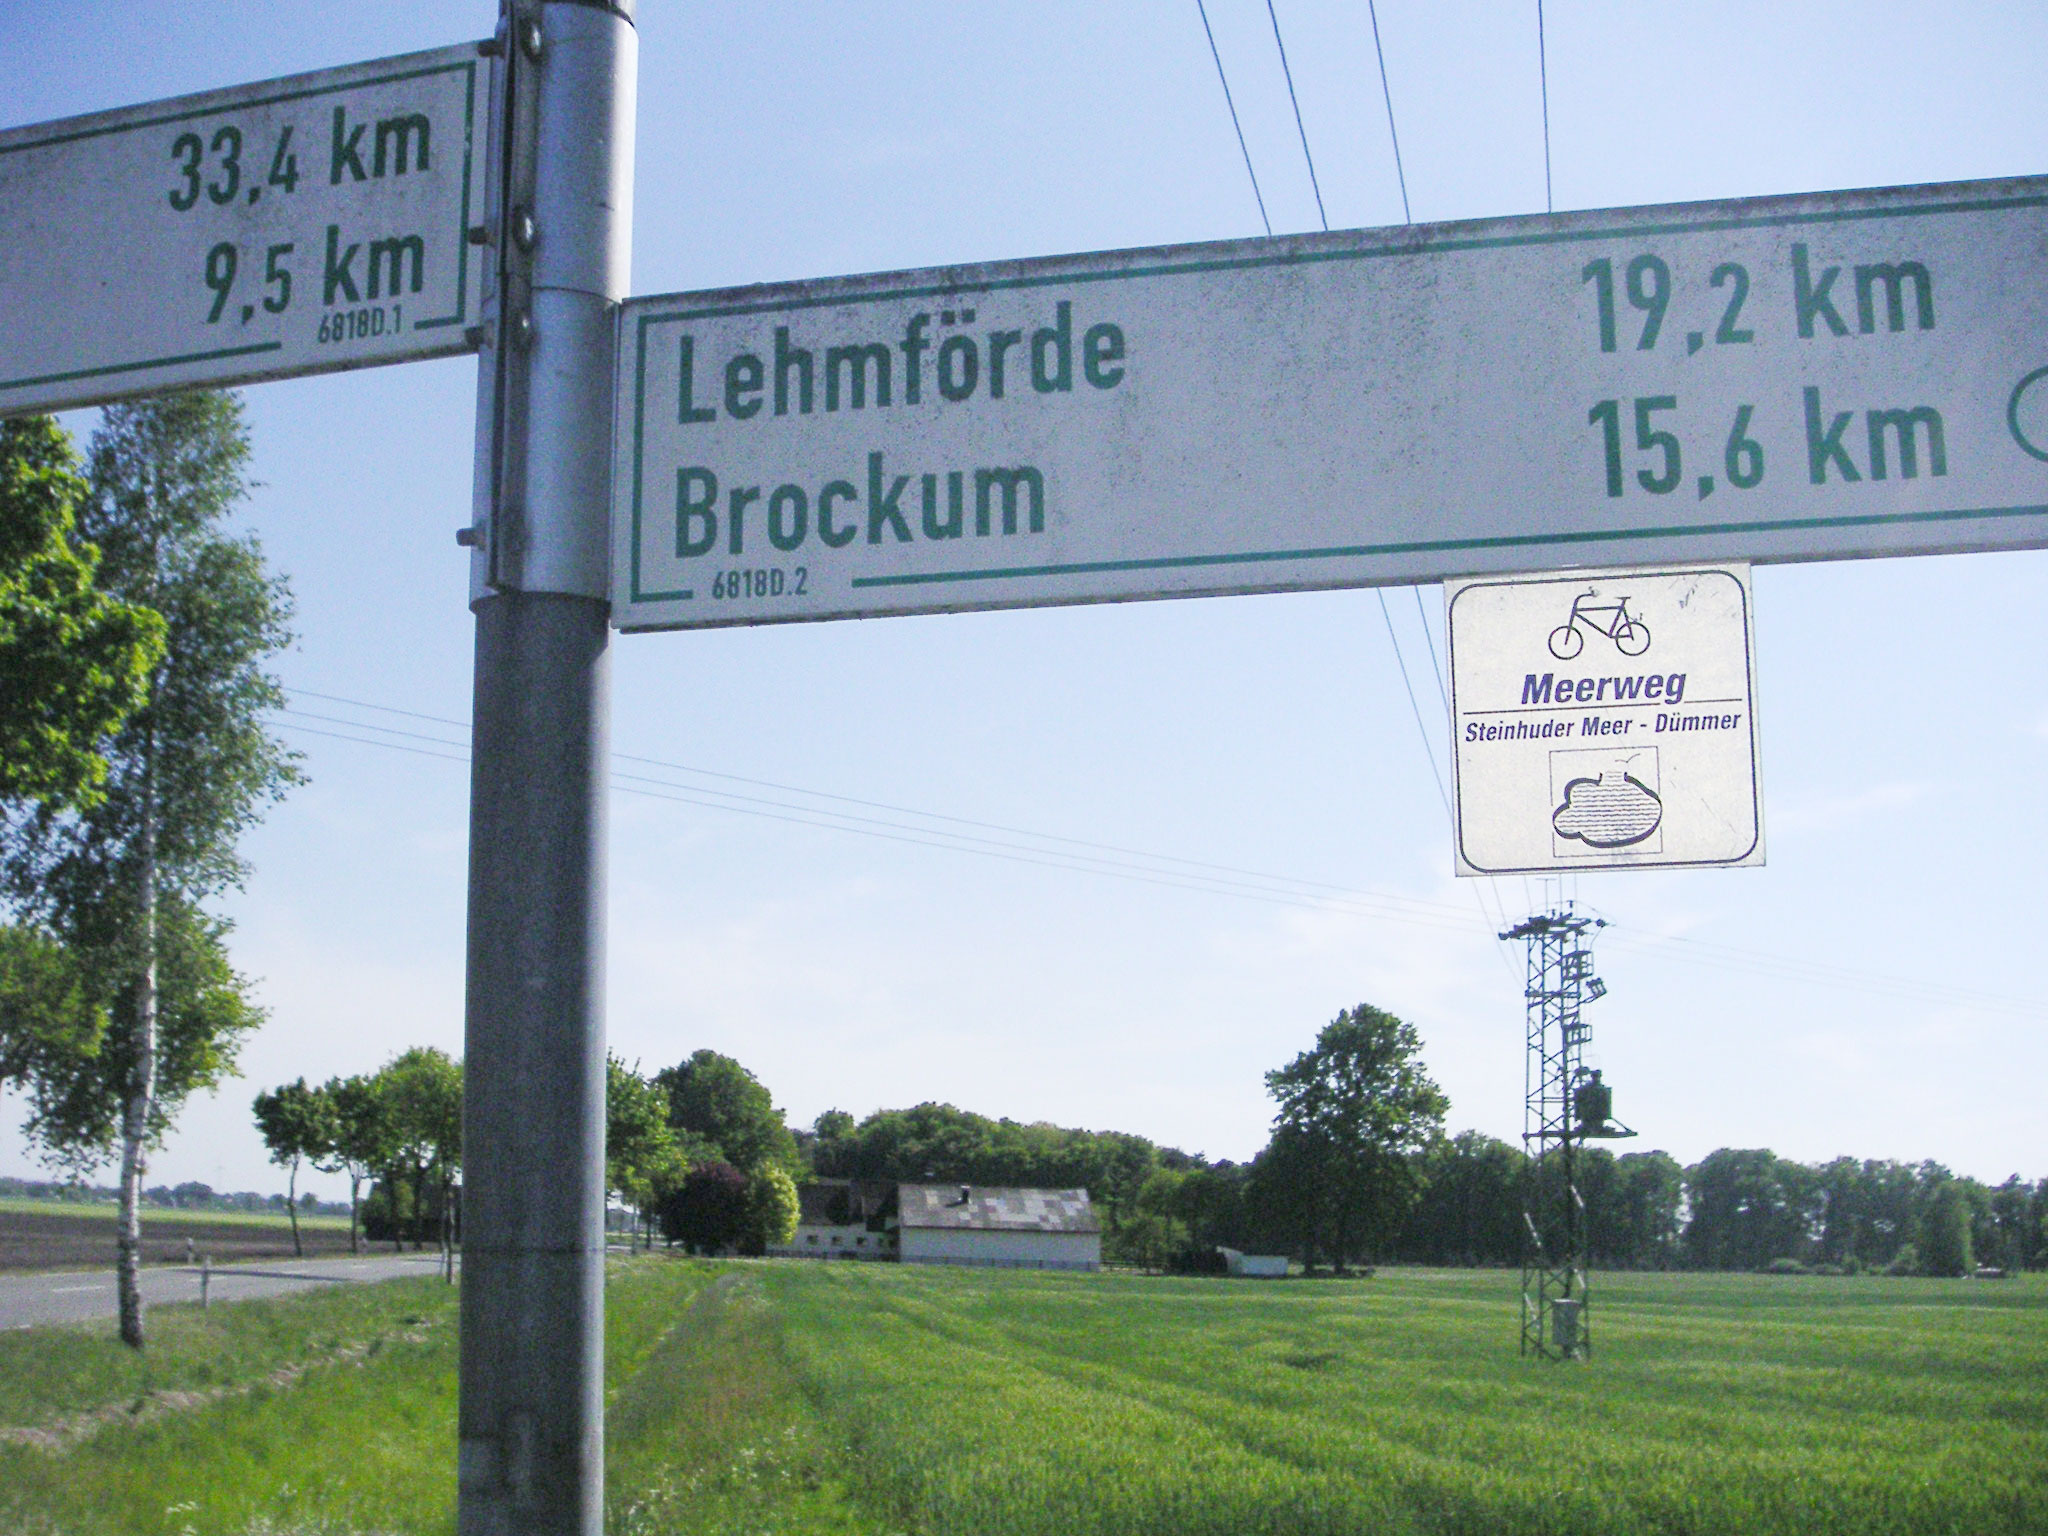 33,4 km
9,5 km
6818D.1
Lehmförde 19,2 km
Brockum 15,6 km
6818D.2
Meerweg
Steinhuder Meer - Dümmer